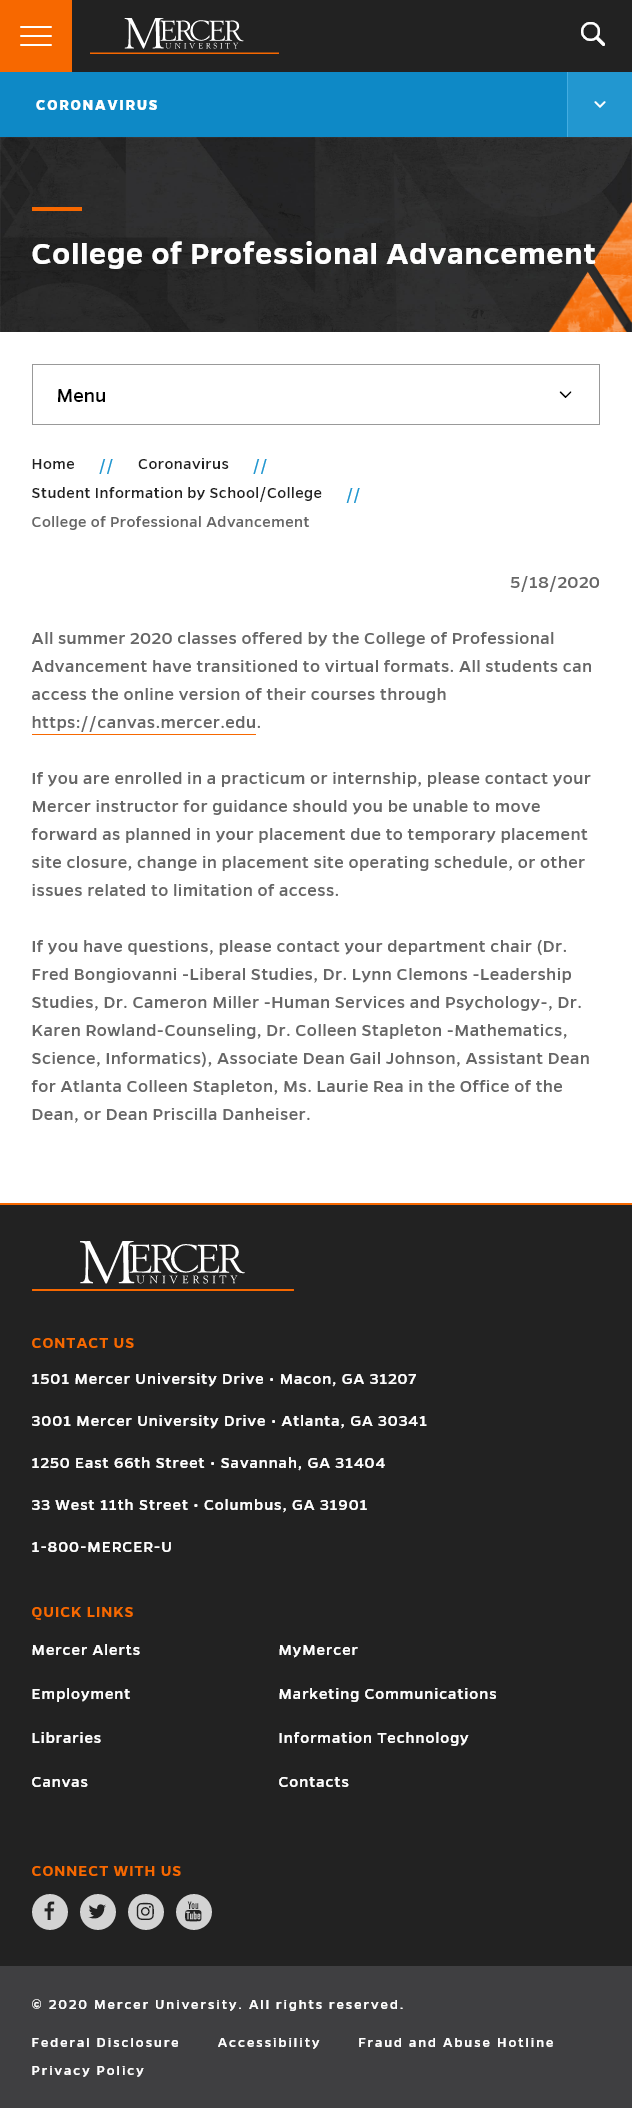 MERCER
UNIVERSITY
CORONAVIRUS
College of Professional Advancement
Menu
Home // Coronavirus //
Student Information by School/College //
College of Professional Advancement
5/18/2020
All summer 2020 classes offered by the College of Professional
Advancement have transitioned to virtual formats. All students can
access the online version of their courses through
https://canvas.mercer.edu.
If you are enrolled in a practicum or internship, please contact your
Mercer instructor for guidance should you be unable to move
forward as planned in your placement due to temporary placement
site closure, change in placement site operating schedule, or other
issues related to limitation of access.
If you have questions, please contact your department chair (Dr.
Fred Bongiovanni -Liberal Studies, Dr. Lynn Clemons -Leadership
Studies, Dr. Cameron Miller -Human Services and Psychology-, Dr.
Karen Rowland-Counseling, Dr. Colleen Stapleton -Mathematics,
Science, Informatics), Associate Dean Gail Johnson, Assistant Dean
for Atlanta Colleen Stapleton, Ms. Laurie Rea in the Office of the
Dean, or Dean Priscilla Danheiser.
MERCER
UNIVERSITY
CONTACT US
1501 Mercer University Drive • Macon, GA 31207
3001 Mercer University Drive • Atlanta, GA 30341
1250 East 66th Street • Savannah, GA 31404
33 West 11th Street • Columbus, GA 31901
1-800-MERCER-U
QUICK LINKS
Mercer Alerts MyMercer
Employment Marketing Communications
Libraries Information Technology
Canvas Contacts
CONNECT WITH US
You
Tube
© 2020 Mercer University. All rights reserved.
Federal Disclosure Accessibility Fraud and Abuse Hotline
Privacy Policy